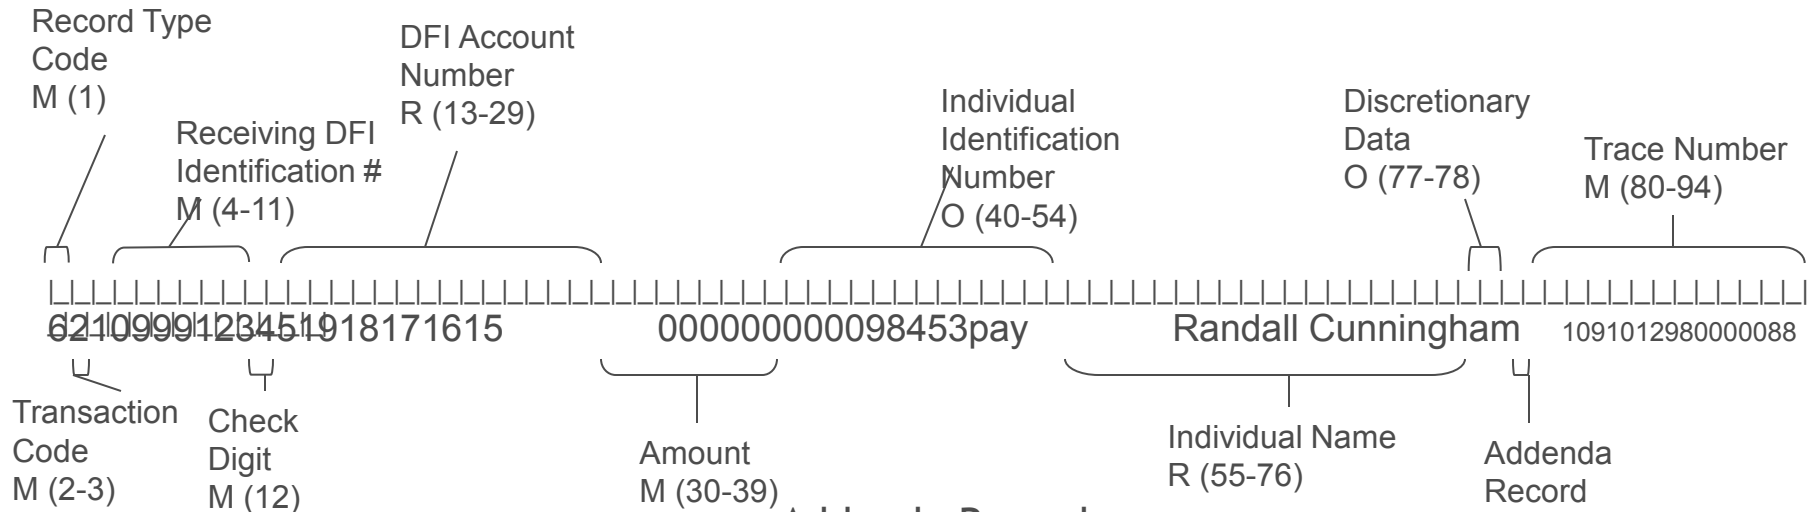 Record Type
Code
M (1)
Receiving DFI
Identification #
M (4-11)
DFI Account
Number
R (13-29)
Individual
Identification
Number
O (40-54)
Discretionary
Data
O (77-78)
Trace Number
M (80-94)
62109991234511918171615 000000000098453pay Randall Cunningham 1091012980000088
Transaction
Code
M (2-3)
Check
Digit
M (12)
Amount
M (30-39)
Individual Name
R (55-76)
Addenda
Record